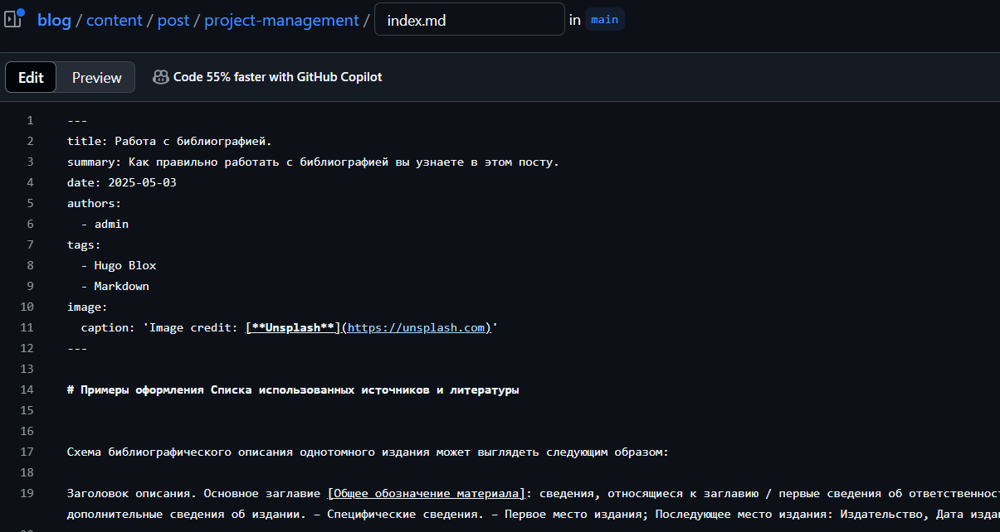 blog / content / post / project-management / index.md in main
Edit Preview Code 55% faster with GitHub Copilot
1 ---
2 title: Работа с библиографией.
3 summary: Как правильно работать с библиографией вы узнаете в этом посту.
4 date: 2025-05-03
5 authors:
6 - admin
7 tags:
8 - Hugo Blox
9 - Markdown
10 image:
11 caption: 'Image credit: [**Unsplash**](https://unsplash.com)'
12 ---
13
14 # Примеры оформления Списка использованных источников и литературы
15
16
17 Схема библиографического описания однотомного издания может выглядеть следующим образом:
18
19 Заголовок описания. Основное заглавие [Общее обозначение материала]: сведения, относящиеся к заглавию / первые сведения об ответственност
дополнительные сведения об издании. – Специфические сведения. – Первое место издания; Последующее место издания: Издательство, Дата изда